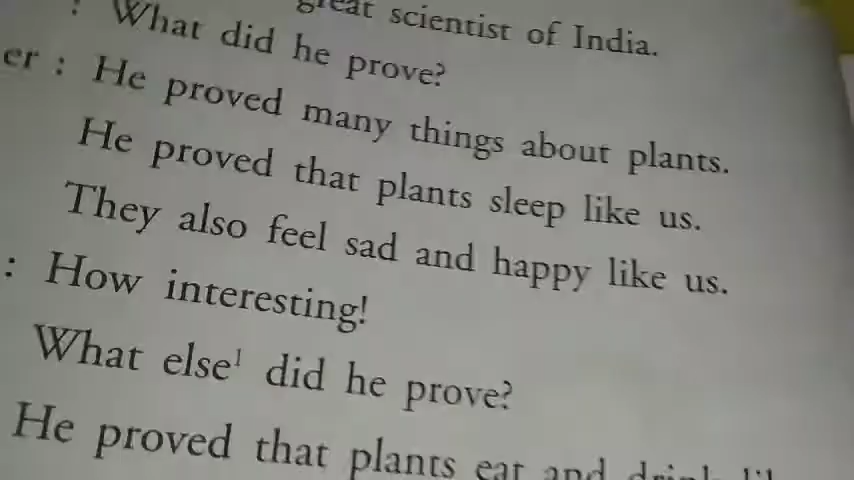 great scientist of India.
: What did he prove?
er : He proved many things about plants.
He proved that plants sleep like us.
They also feel sad and happy like us.
: How interesting!
What else¹ did he prove?
He proved that plants eat and drink